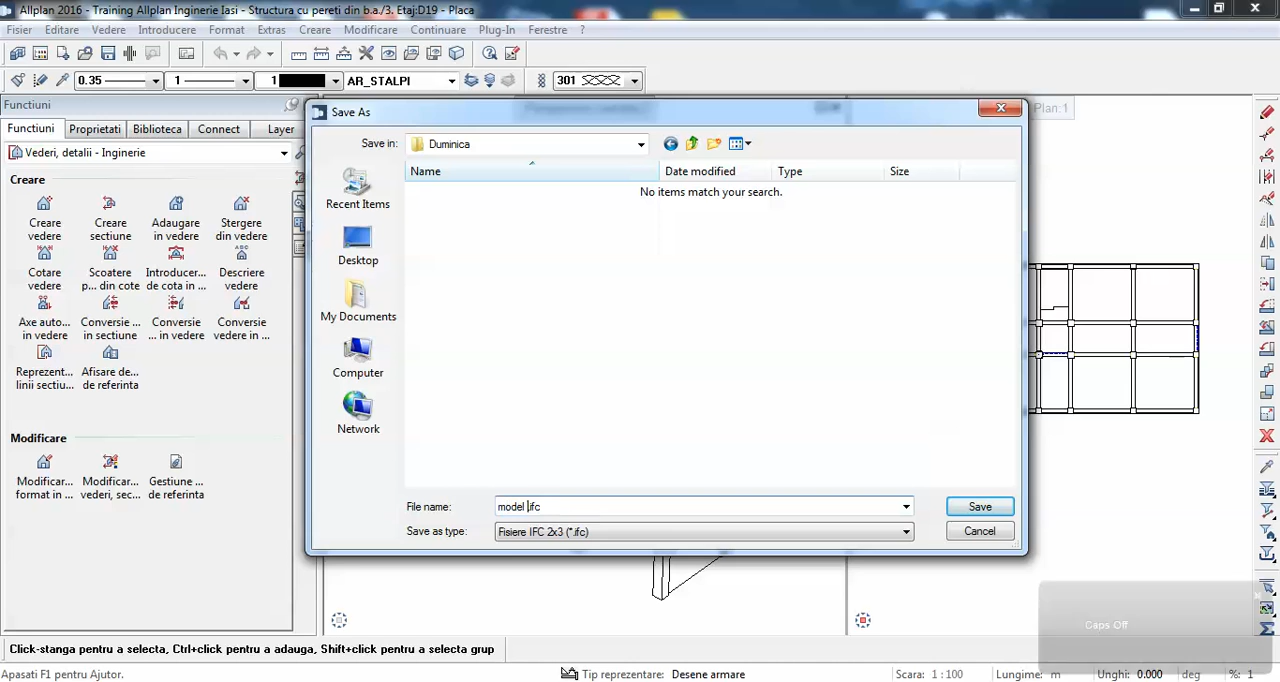 Allplan 2016 - Training Allplan Inginerie Iasi - Structura cu pereti din b.a./3. Etaj:D19 - Placa
Fisier Editare Vedere Introducere Format Extras Creare Modificare Continuare Plug-In Ferestre ?
0.35 1 1 AR_STALPI 301
Functiuni
Functiuni Proprietati Biblioteca Connect Layer
Vederi, detalii - Inginerie
Creare
Creare vedere
Creare sectiune
Adaugare in vedere
Stergere din vedere
Cotare vedere
Scoatere p... din cote
Introducer... de cota in ...
Descriere vedere
Axe auto... in vedere
Conversie in sectiune
Conversie ... in vedere
Conversie vedere in ...
Reprezent... linii sectiu...
Afisare de... de referinta
Modificare
Modificar... format in ...
Modificar... vederi, sec...
Gestiune ... de referinta
Save As
Save in: Duminica
Name Date modified Type Size
No items match your search.
Recent Items
Desktop
My Documents
Computer
Network
File name: model .ifc Save
Save as type: Fisiere IFC 2x3 (*.ifc) Cancel
Plan:1
Caps Off
Click-stanga pentru a selecta, Ctrl+click pentru a adauga, Shift+click pentru a selecta grup
Apasati F1 pentru Ajutor. Tip reprezentare: Desene armare Scara: 1 : 100 Lungime: m Unghi: 0.000 deg %: 1